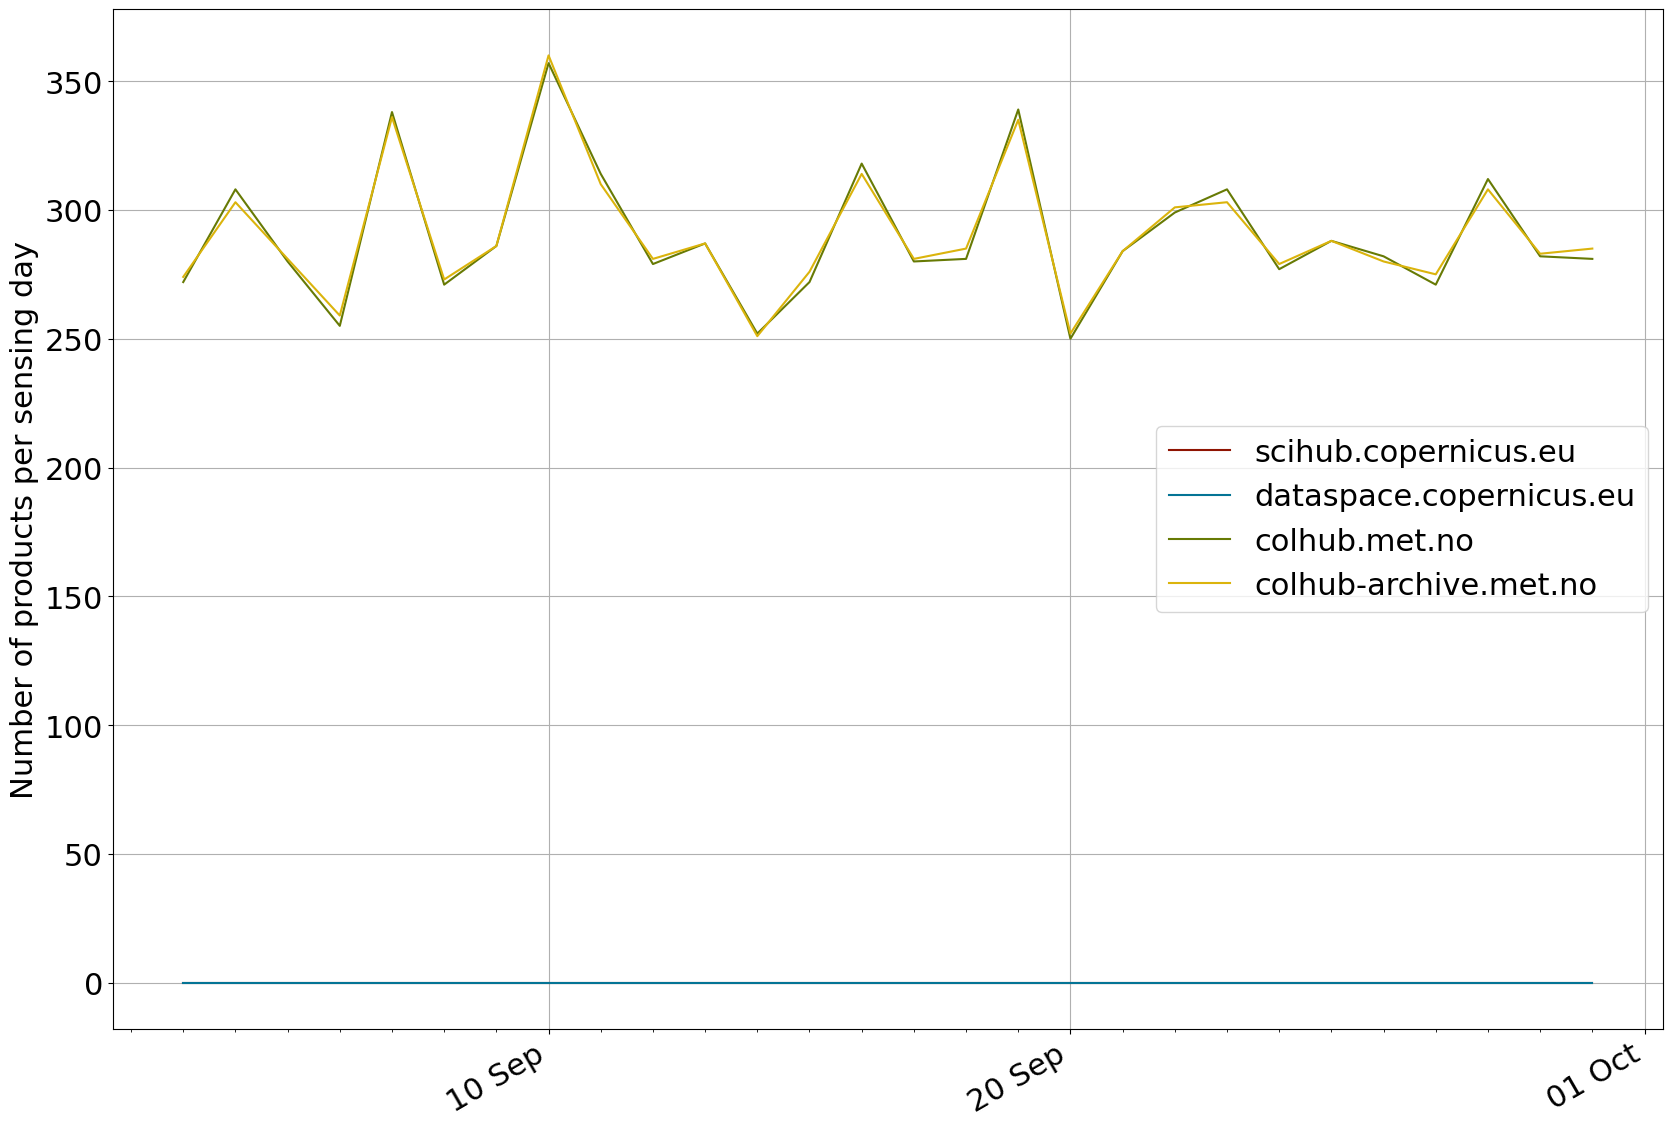 Number of products per sensing day
350
300
250
200
150
100
50
0
scihub.copernicus.eu
dataspace.copernicus.eu
colhub.met.no
colhub-archive.met.no
10 Sep
20 Sep
01 Oct